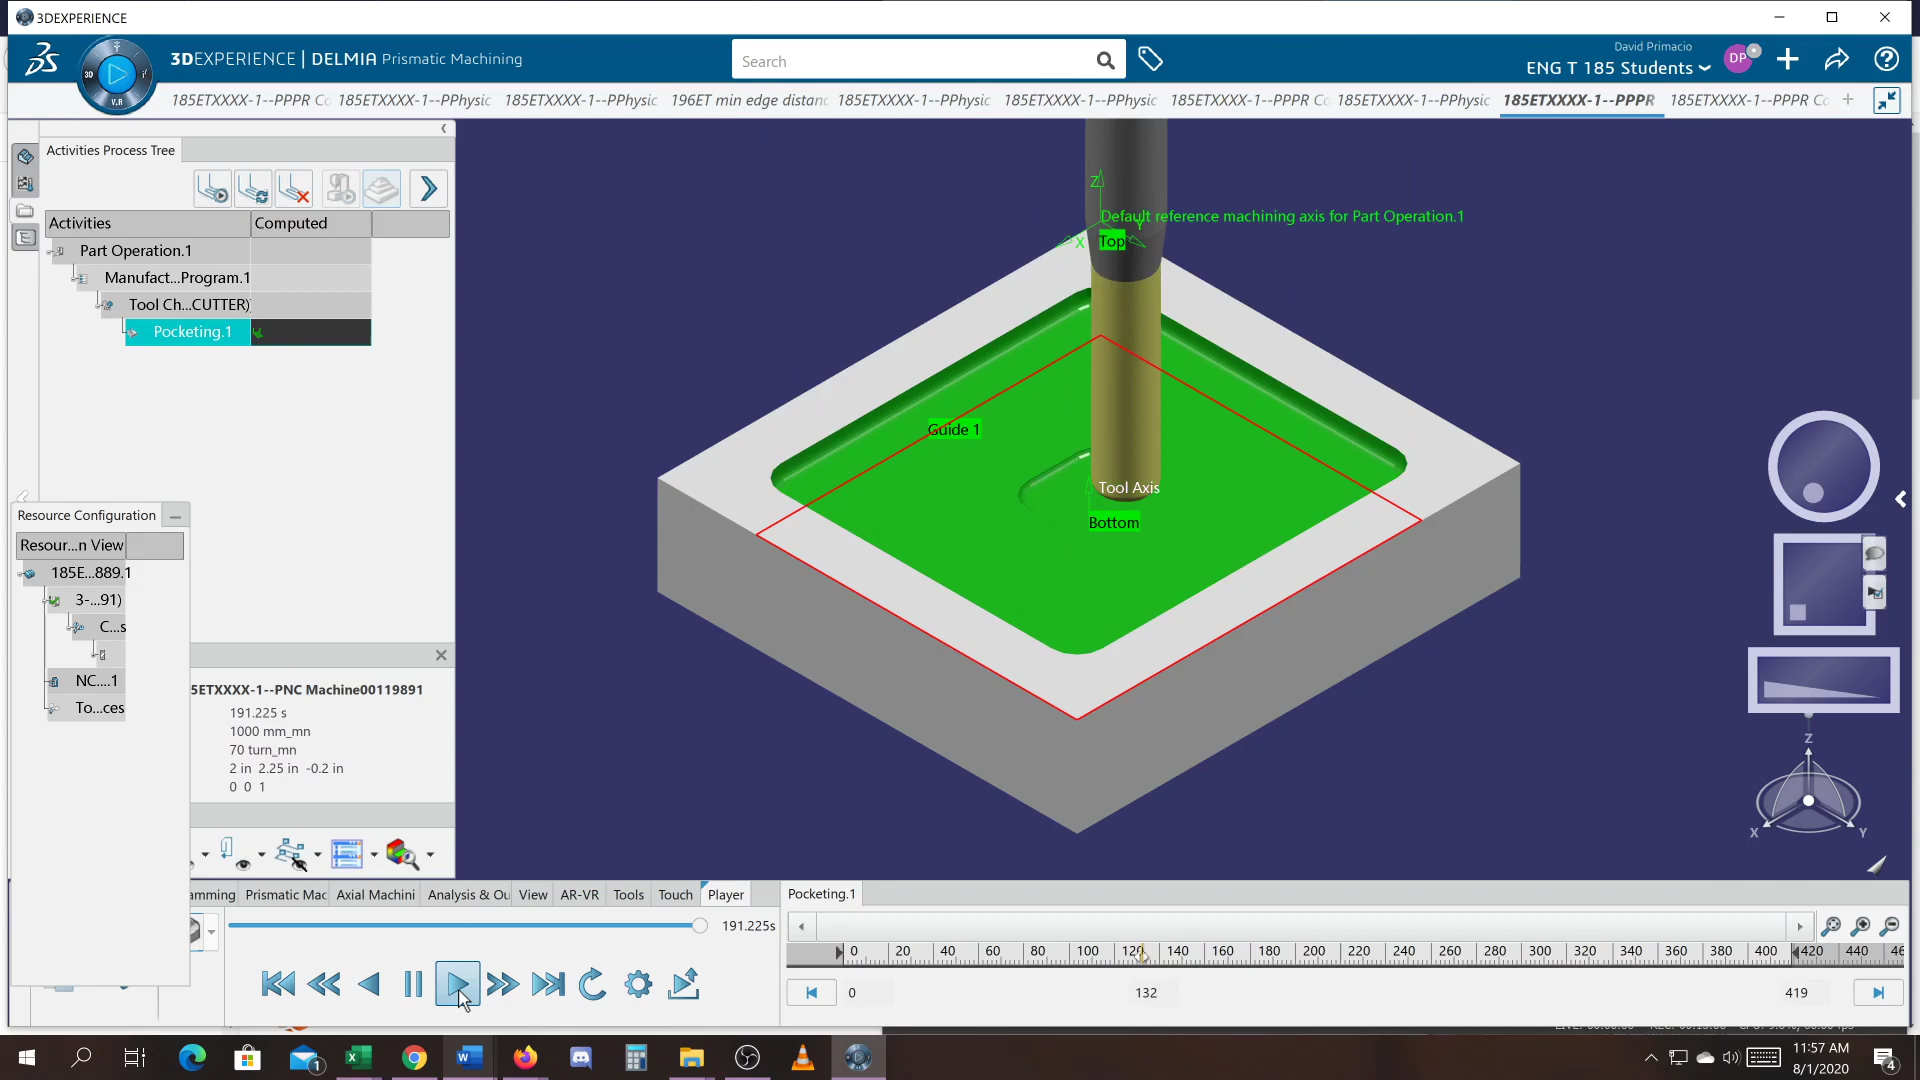 3DEXPERIENCE
3DEXPERIENCE | DELMIA Prismatic Machining
Search
David Primacio
ENG T 185 Students
DP
3D
V.R
185ETXXXX-1--PPPR Co
185ETXXXX-1--PPhysic
185ETXXXX-1--PPhysic
196ET min edge distanc
185ETXXXX-1--PPhysic
185ETXXXX-1--PPhysic
185ETXXXX-1--PPPR Co
185ETXXXX-1--PPhysic
185ETXXXX-1--PPPR
185ETXXXX-1--PPPR Co
Activities Process Tree
Activities
Computed
Part Operation.1
Manufact...Program.1
Tool Ch...CUTTER)
Pocketing.1
Resource Configuration
Resour...n View
185E...889.1
3-...91)
C...s
NC....1
To...ces
5ETXXXX-1--PNC Machine00119891
191.225 s
1000 mm_mn
70 turn_mn
2 in 2.25 in -0.2 in
0 0 1
Z
Default reference machining axis for Part Operation.1
Y
X
Top
Guide 1
Tool Axis
Bottom
Z
X
Y
amming
Prismatic Mac
Axial Machini
Analysis & Ou
View
AR-VR
Tools
Touch
Player
Pocketing.1
191.225s
0 20 40 60 80 100 120 140 160 180 200 220 240 260 280 300 320 340 360 380 400 420 440 46
0
132
419
1
11:57 AM
8/1/2020
4